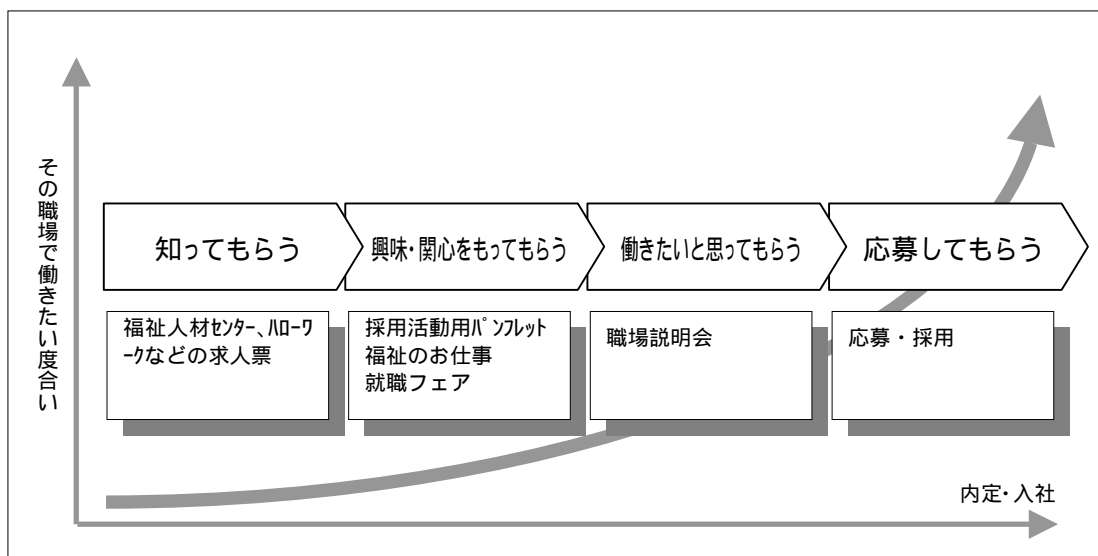 その職場で働きたい度合い
知ってもらう
興味・関心をもってもらう
働きたいと思ってもらう
応募してもらう
福祉人材ｾﾝﾀｰ、ﾊﾛｰﾜ
ｰｸなどの求人票
採用活動用ﾊﾟﾝﾌﾚｯﾄ
福祉のお仕事
就職フェア
職場説明会
応募・採用
内定・入社